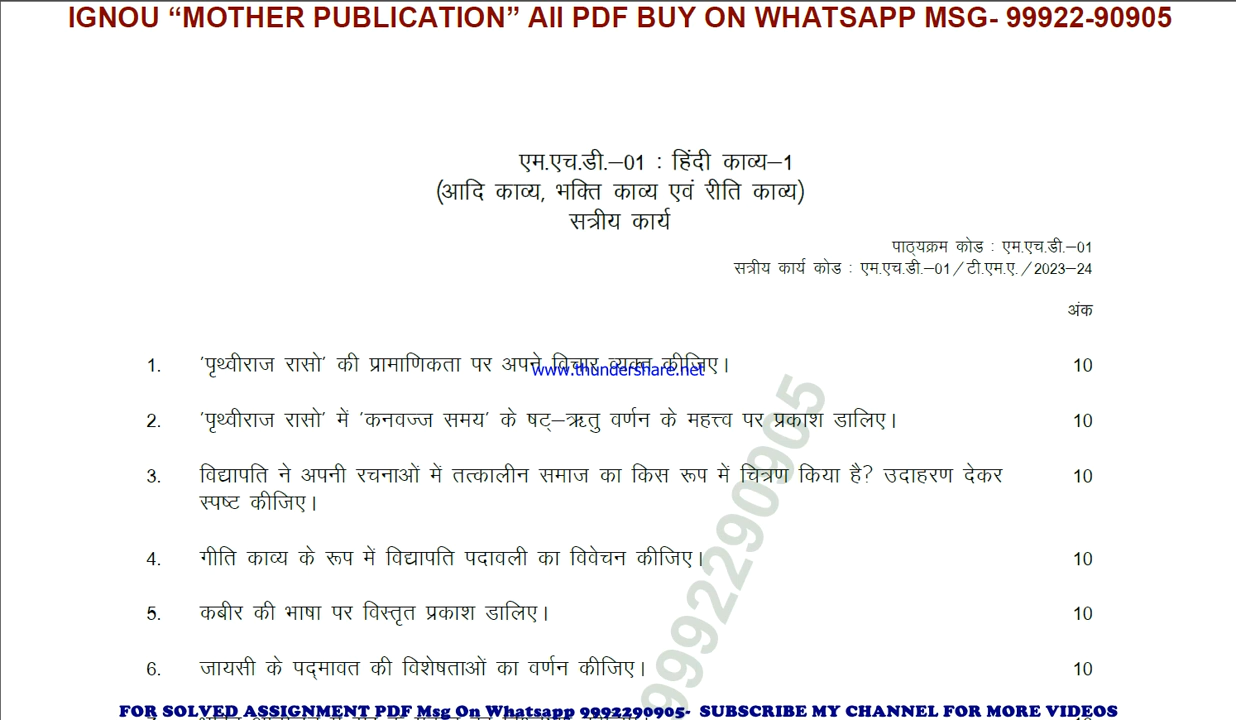 IGNOU “MOTHER PUBLICATION” All PDF BUY ON WHATSAPP MSG- 99922-90905
एम.एच.डी.–01 : हिंदी काव्य–1
(आदि काव्य, भक्ति काव्य एवं रीति काव्य)
सत्रीय कार्य
पाठ्यक्रम कोड : एम.एच.डी.–01
सत्रीय कार्य कोड : एम.एच.डी.–01 / टी.एम.ए. / 2023–24
अंक
1. 'पृथ्वीराज रासो' की प्रामाणिकता पर अपने विचार व्यक्त कीजिए। 10
www.thundershare.net
2. 'पृथ्वीराज रासो' में 'कनवज्ज समय' के षट्–ऋतु वर्णन के महत्त्व पर प्रकाश डालिए। 10
3. विद्यापति ने अपनी रचनाओं में तत्कालीन समाज का किस रूप में चित्रण किया है? उदाहरण देकर 10
स्पष्ट कीजिए।
4. गीति काव्य के रूप में विद्यापति पदावली का विवेचन कीजिए। 10
5. कबीर की भाषा पर विस्तृत प्रकाश डालिए। 10
6. जायसी के पद्मावत की विशेषताओं का वर्णन कीजिए। 10
9992290905
FOR SOLVED ASSIGNMENT PDF Msg On Whatsapp 9992290905- SUBSCRIBE MY CHANNEL FOR MORE VIDEOS